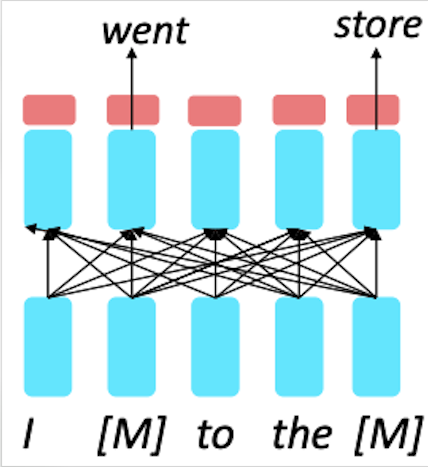 went store
I [M] to the [M]